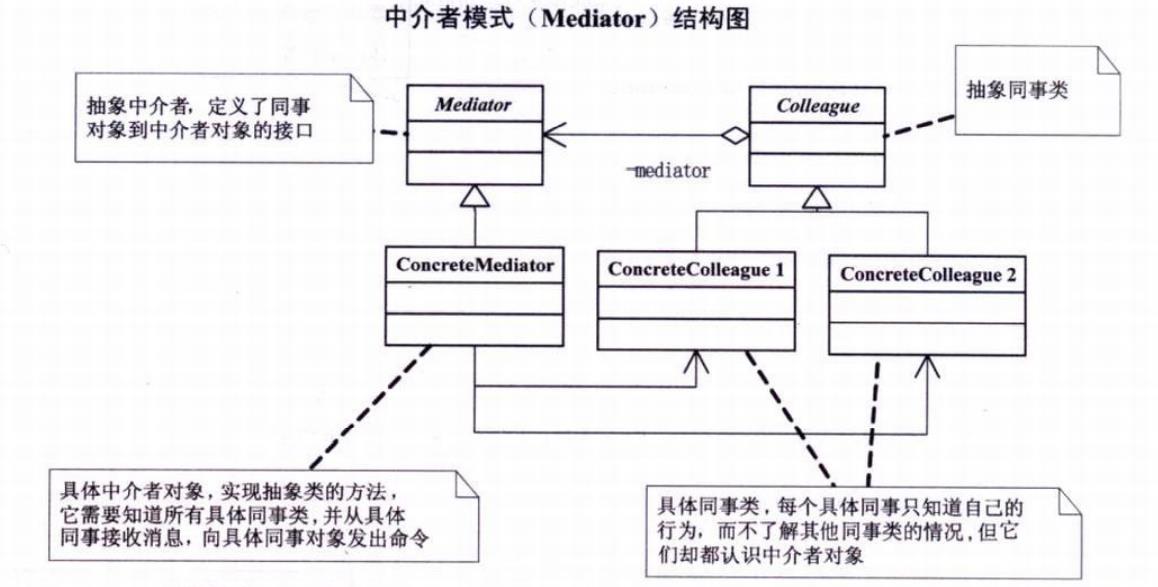 中介者模式（Mediator）结构图
抽象中介者，定义了同事
对象到中介者对象的接口
Mediator
Colleague
抽象同事类
-mediator
ConcreteMediator
ConcreteColleague 1
ConcreteColleague 2
具体中介者对象，实现抽象类的方法，
它需要知道所有具体同事类，并从具体
同事接收消息，向具体同事对象发出命令
具体同事类，每个具体同事只知道自己的
行为，而不了解其他同事类的情况，但它
们却都认识中介者对象